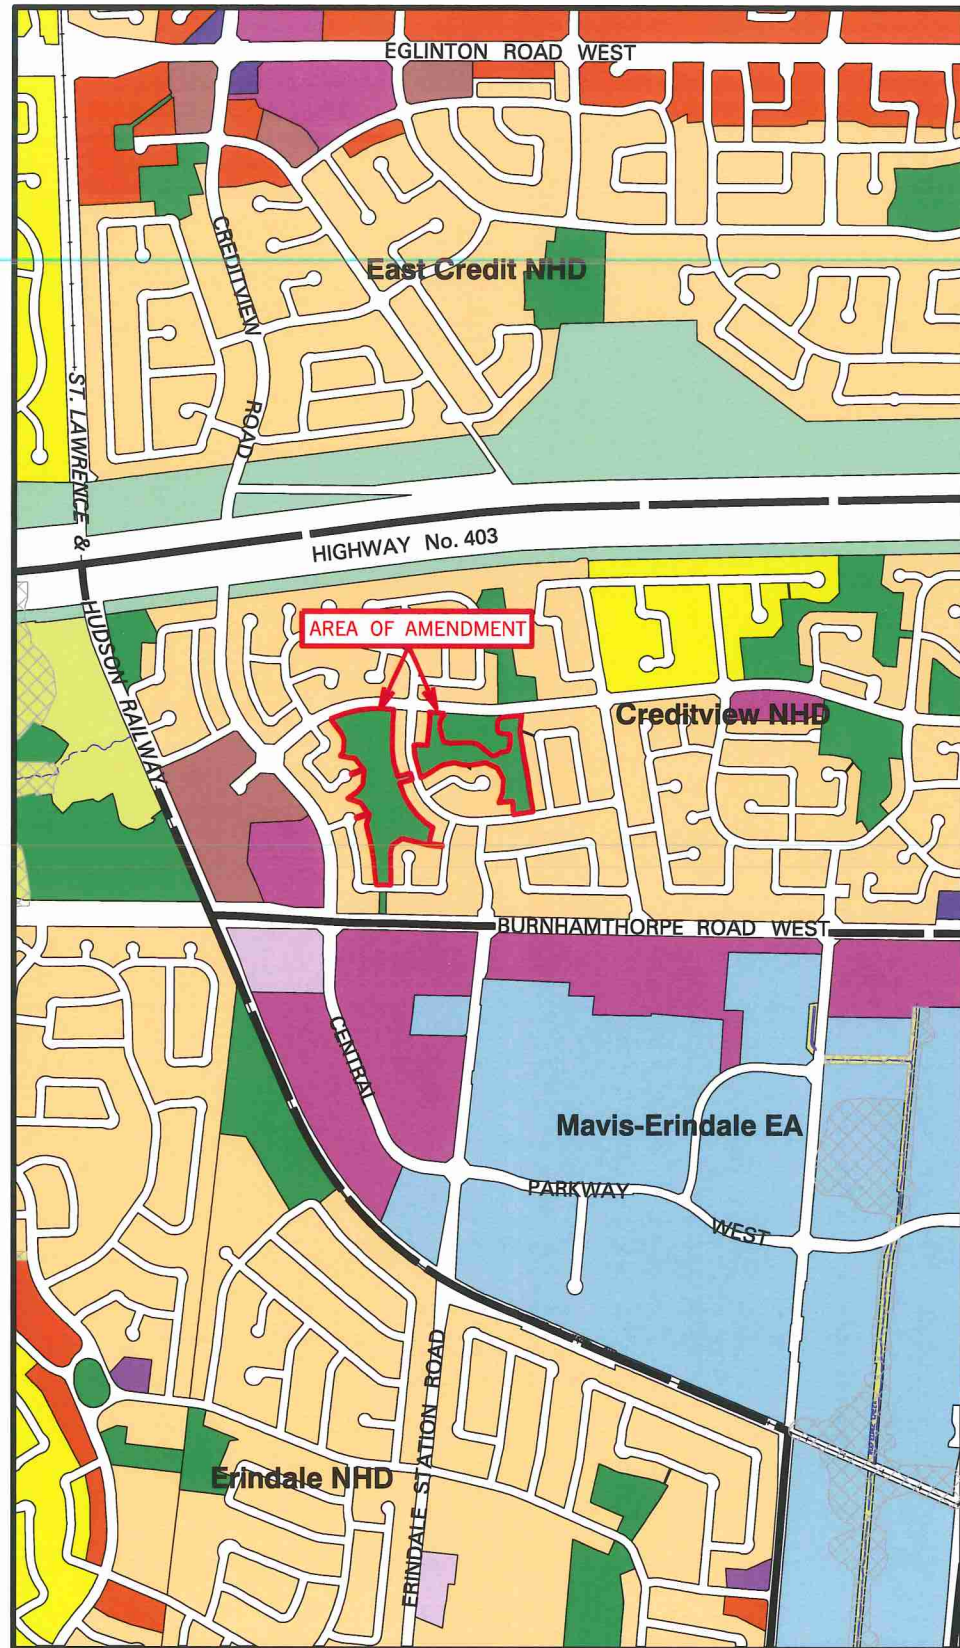 EGLINTON ROAD WEST
CREDITVIEW
ROAD
East Credit NHD
ST. LAWRENCE &
HUDSON RAILWAY
HIGHWAY No. 403
AREA OF AMENDMENT
Creditview NHD
BURNHAMTHORPE ROAD WEST
CENTRAL
PARKWAY
WEST
Mavis-Erindale EA
ERINDALE STATION ROAD
Erindale NHD